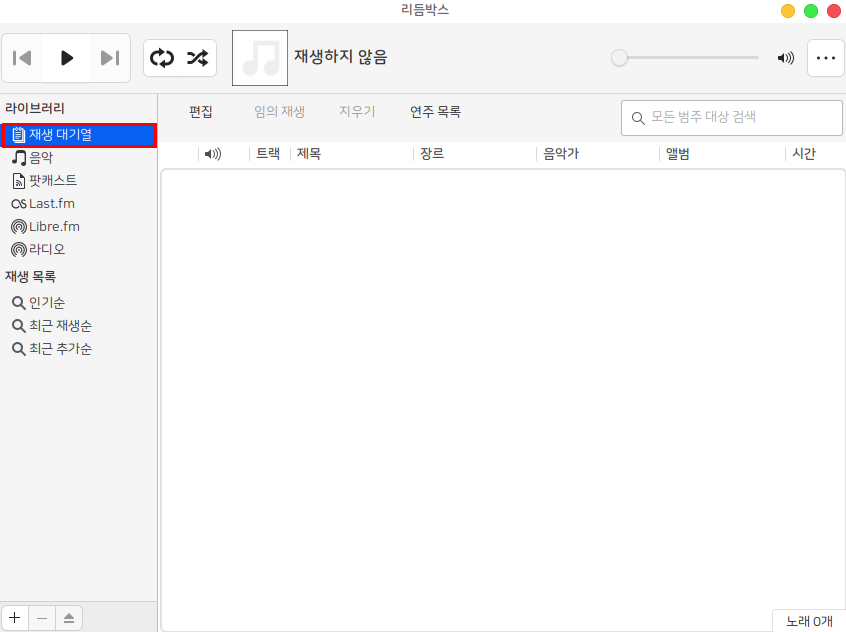 리듬박스
재생하지 않음
라이브러리
재생 대기열
음악
팟캐스트
Last.fm
Libre.fm
라디오
재생 목록
인기순
최근 재생순
최근 추가순
편집 임의 재생 지우기 연주 목록
모든 범주 대상 검색
트랙 제목 장르 음악가 앨범 시간
노래 0개